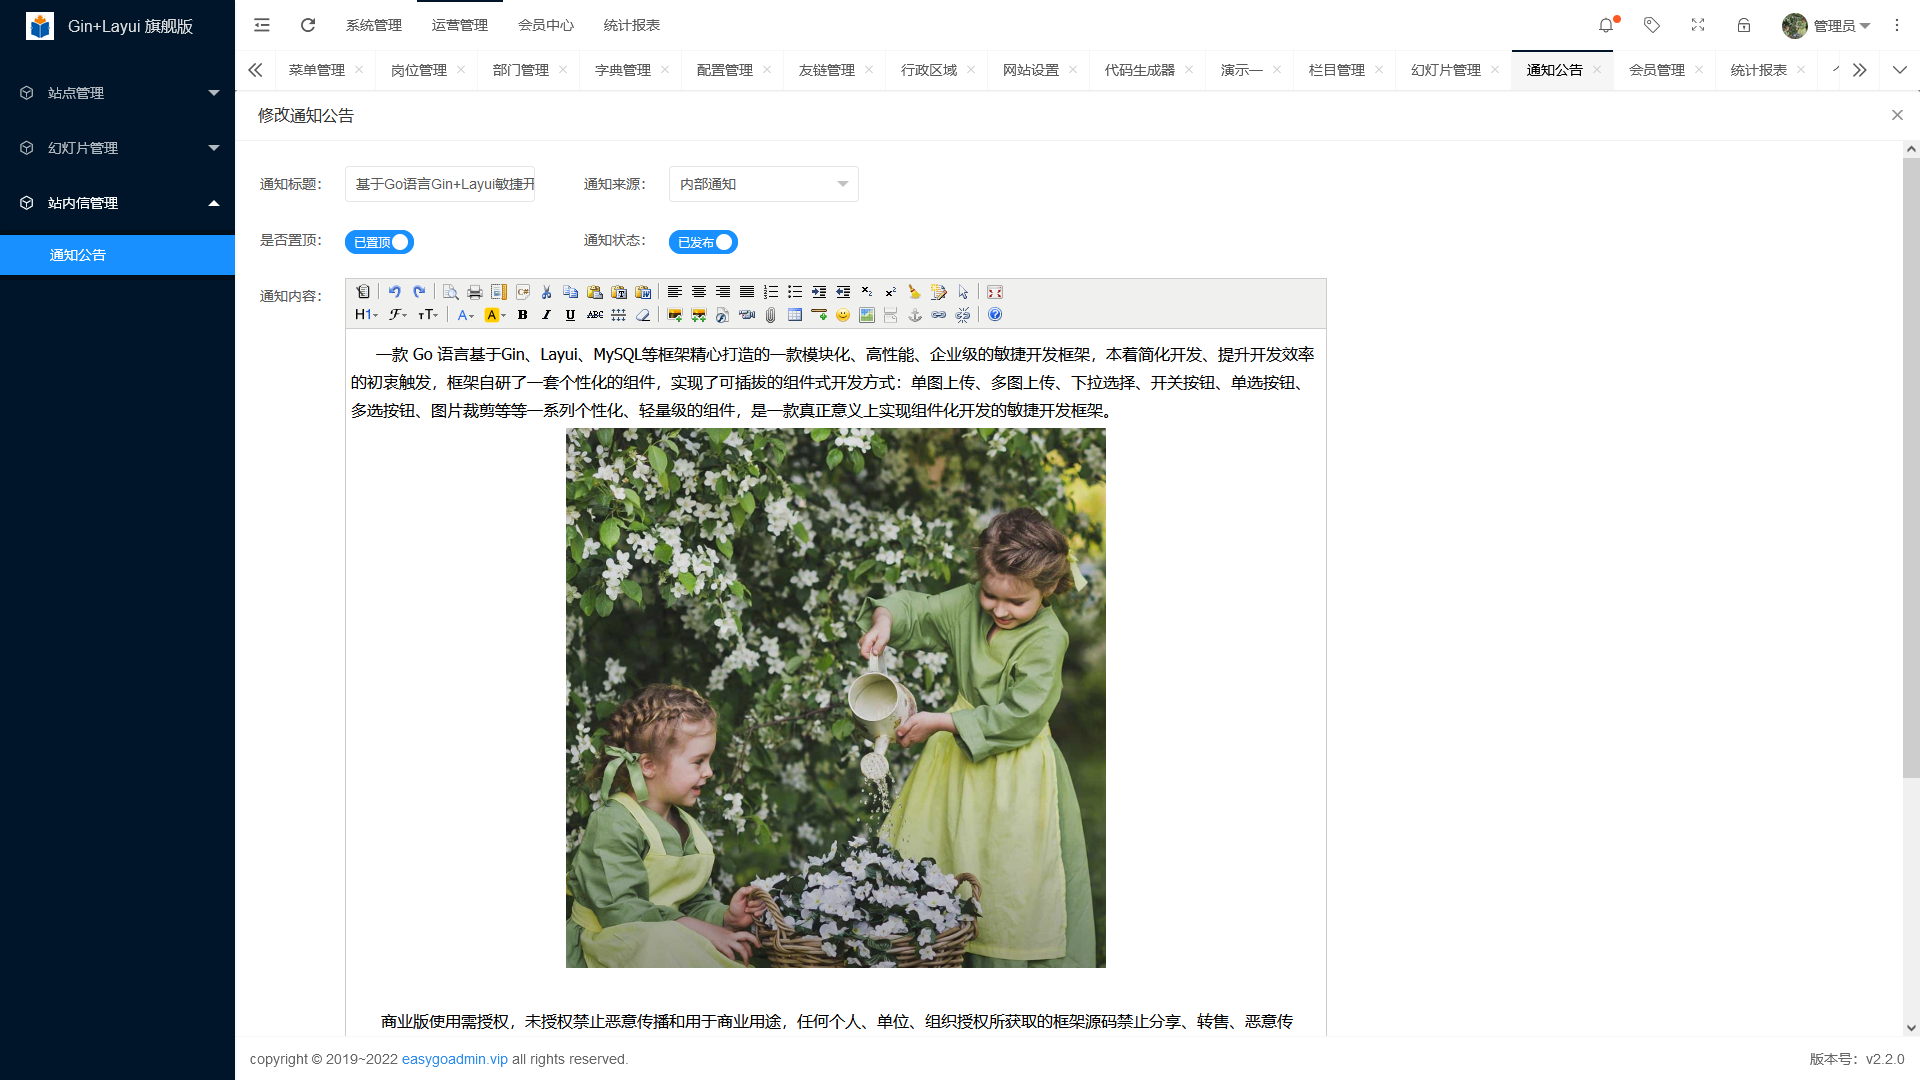 Gin+Layui 旗舰版
系统管理
运营管理
会员中心
统计报表
管理员
站点管理
幻灯片管理
站内信管理
通知公告
菜单管理
岗位管理
部门管理
字典管理
配置管理
友链管理
行政区域
网站设置
代码生成器
演示一
栏目管理
幻灯片管理
通知公告
会员管理
统计报表
修改通知公告
通知标题：
基于Go语言Gin+Layui敏捷开
通知来源：
内部通知
是否置顶：
已置顶
通知状态：
已发布
通知内容：
一款 Go 语言基于Gin、Layui、MySQL等框架精心打造的一款模块化、高性能、企业级的敏捷开发框架，本着简化开发、提升开发效率
的初衷触发，框架自研了一套个性化的组件，实现了可插拔的组件式开发方式：单图上传、多图上传、下拉选择、开关按钮、单选按钮、
多选按钮、图片裁剪等等一系列个性化、轻量级的组件，是一款真正意义上实现组件化开发的敏捷开发框架。
商业版使用需授权，未授权禁止恶意传播和用于商业用途，任何个人、单位、组织授权所获取的框架源码禁止分享、转售、恶意传
copyright © 2019~2022 easygoadmin.vip all rights reserved.
版本号：v2.2.0